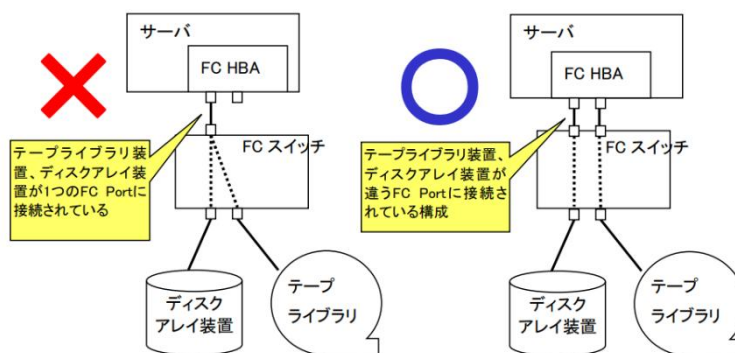 サーバ
FC HBA
テープライブラリ装
置、ディスクアレイ装
置が1つのFC Portに
接続されている
FC スイッチ
ディスク
アレイ装置
テープ
ライブラリ
サーバ
FC HBA
テープライブラリ装置、
ディスクアレイ装置が
違うFC Portに接続さ
れている構成
FC スイッチ
ディスク
アレイ装置
テープ
ライブラリ